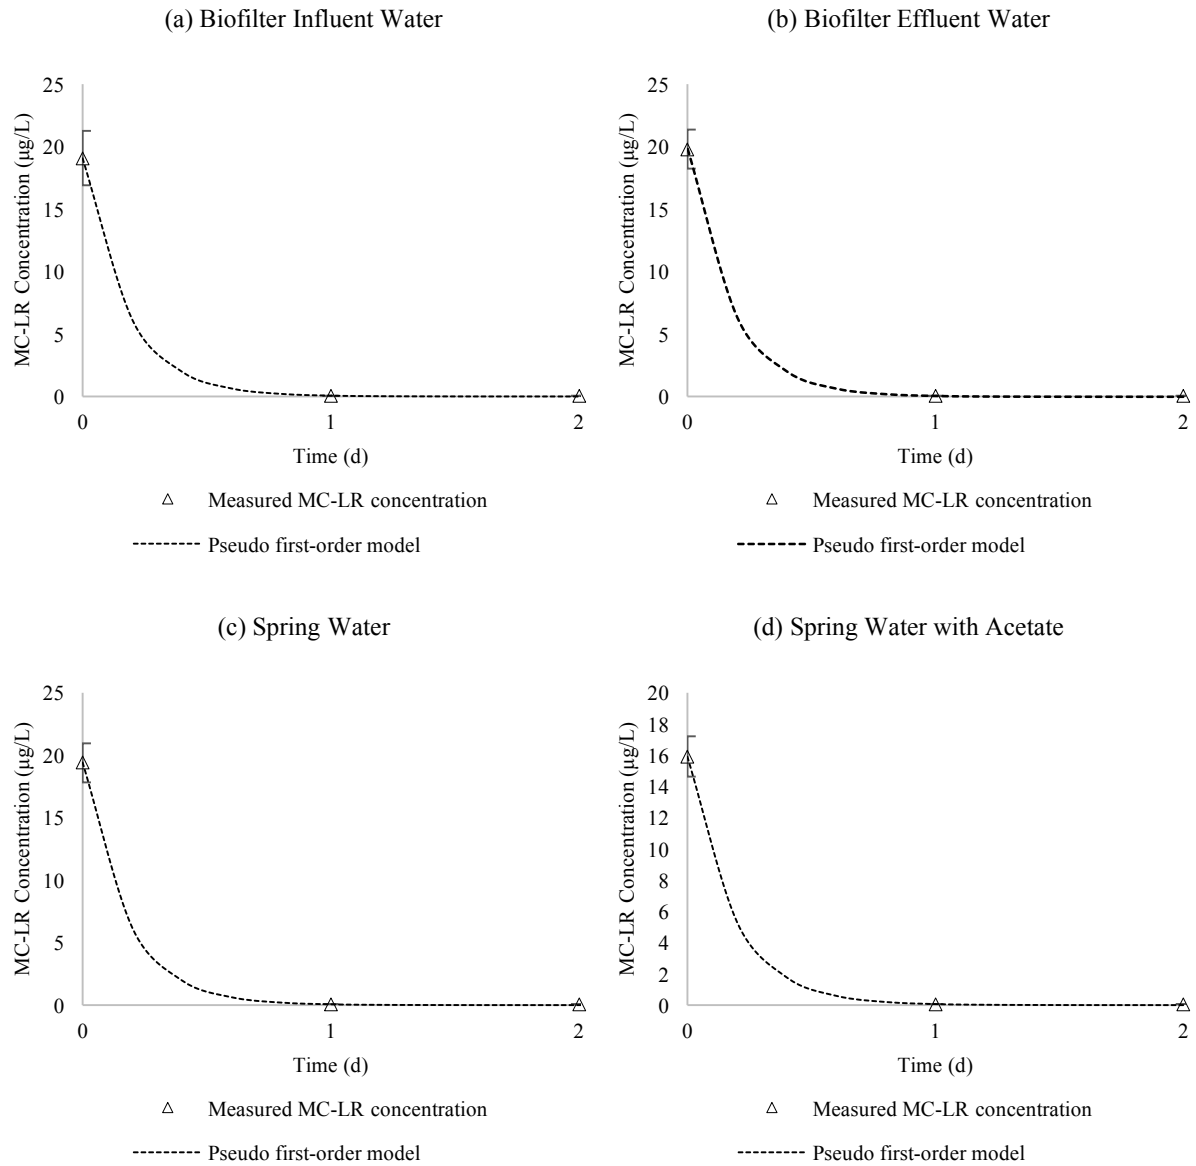 (a) Biofilter Influent Water
MC-LR Concentration (µg/L)
25
20
15
10
5
0
0 1 2
Time (d)
Measured MC-LR concentration
Pseudo first-order model
(b) Biofilter Effluent Water
MC-LR Concentration (µg/L)
25
20
15
10
5
0
0 1 2
Time (d)
Measured MC-LR concentration
Pseudo first-order model
(c) Spring Water
MC-LR Concentration (µg/L)
25
20
15
10
5
0
0 1 2
Time (d)
Measured MC-LR concentration
Pseudo first-order model
(d) Spring Water with Acetate
MC-LR Concentration (µg/L)
20
18
16
14
12
10
8
6
4
2
0
0 1 2
Time (d)
Measured MC-LR concentration
Pseudo first-order model